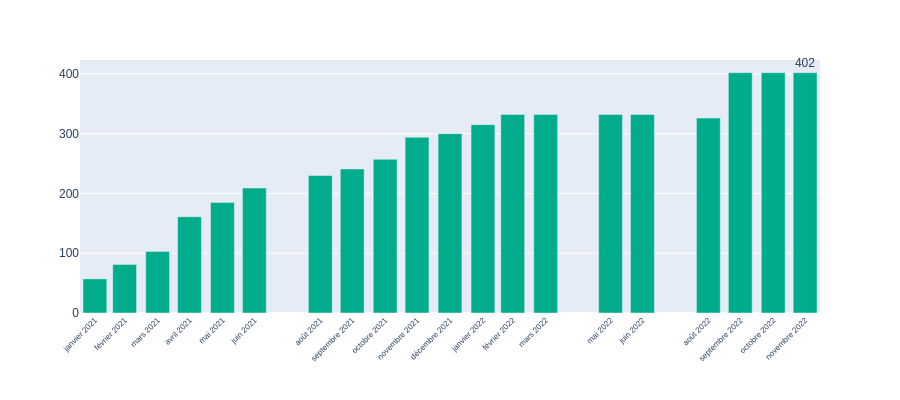 402
400
300
200
100
0
janvier 2021
février 2021
mars 2021
avril 2021
mai 2021
juin 2021
août 2021
septembre 2021
octobre 2021
novembre 2021
décembre 2021
janvier 2022
février 2022
mars 2022
mai 2022
juin 2022
août 2022
septembre 2022
octobre 2022
novembre 2022